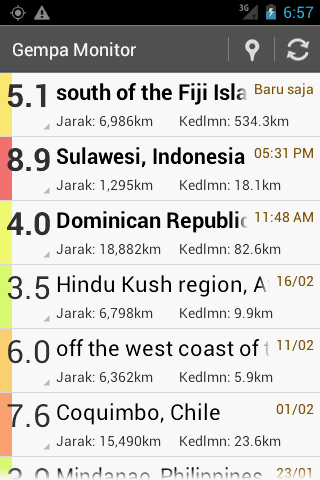 3G 6:57
Gempa Monitor
5.1 south of the Fiji Isla Baru saja
Jarak: 6,986km Kedlmn: 534.3km
8.9 Sulawesi, Indonesia 05:31 PM
Jarak: 1,295km Kedlmn: 18.1km
4.0 Dominican Republic 11:48 AM
Jarak: 18,882km Kedlmn: 82.6km
3.5 Hindu Kush region, A 16/02
Jarak: 6,798km Kedlmn: 9.9km
6.0 off the west coast of t 11/02
Jarak: 6,362km Kedlmn: 5.9km
7.6 Coquimbo, Chile 01/02
Jarak: 15,490km Kedlmn: 23.6km
Mindanao, Philippines 23/01